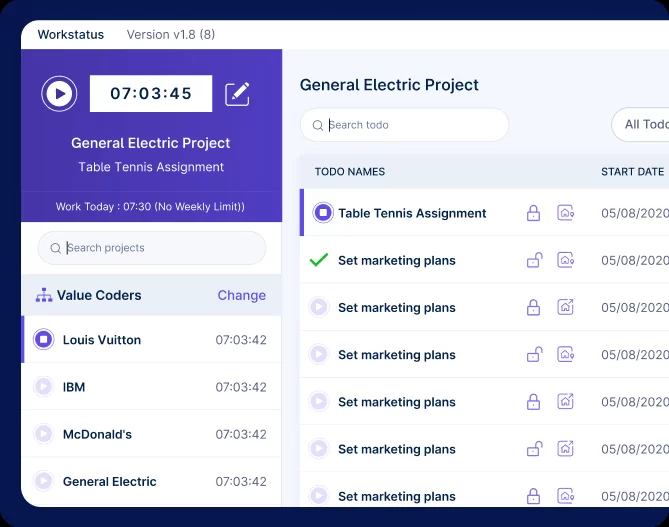 Workstatus Version v1.8 (8)
07:03:45
General Electric Project
Table Tennis Assignment
Work Today : 07:30 (No Weekly Limit))
Search projects
Value Coders Change
Louis Vuitton 07:03:42
IBM 07:03:42
McDonald's 07:03:42
General Electric 07:03:42
General Electric Project
Search todo
All Todo
TODO NAMES START DATE
Table Tennis Assignment 05/08/2020
Set marketing plans 05/08/2020
Set marketing plans 05/08/2020
Set marketing plans 05/08/2020
Set marketing plans 05/08/2020
Set marketing plans 05/08/2020
Set marketing plans 05/08/2020